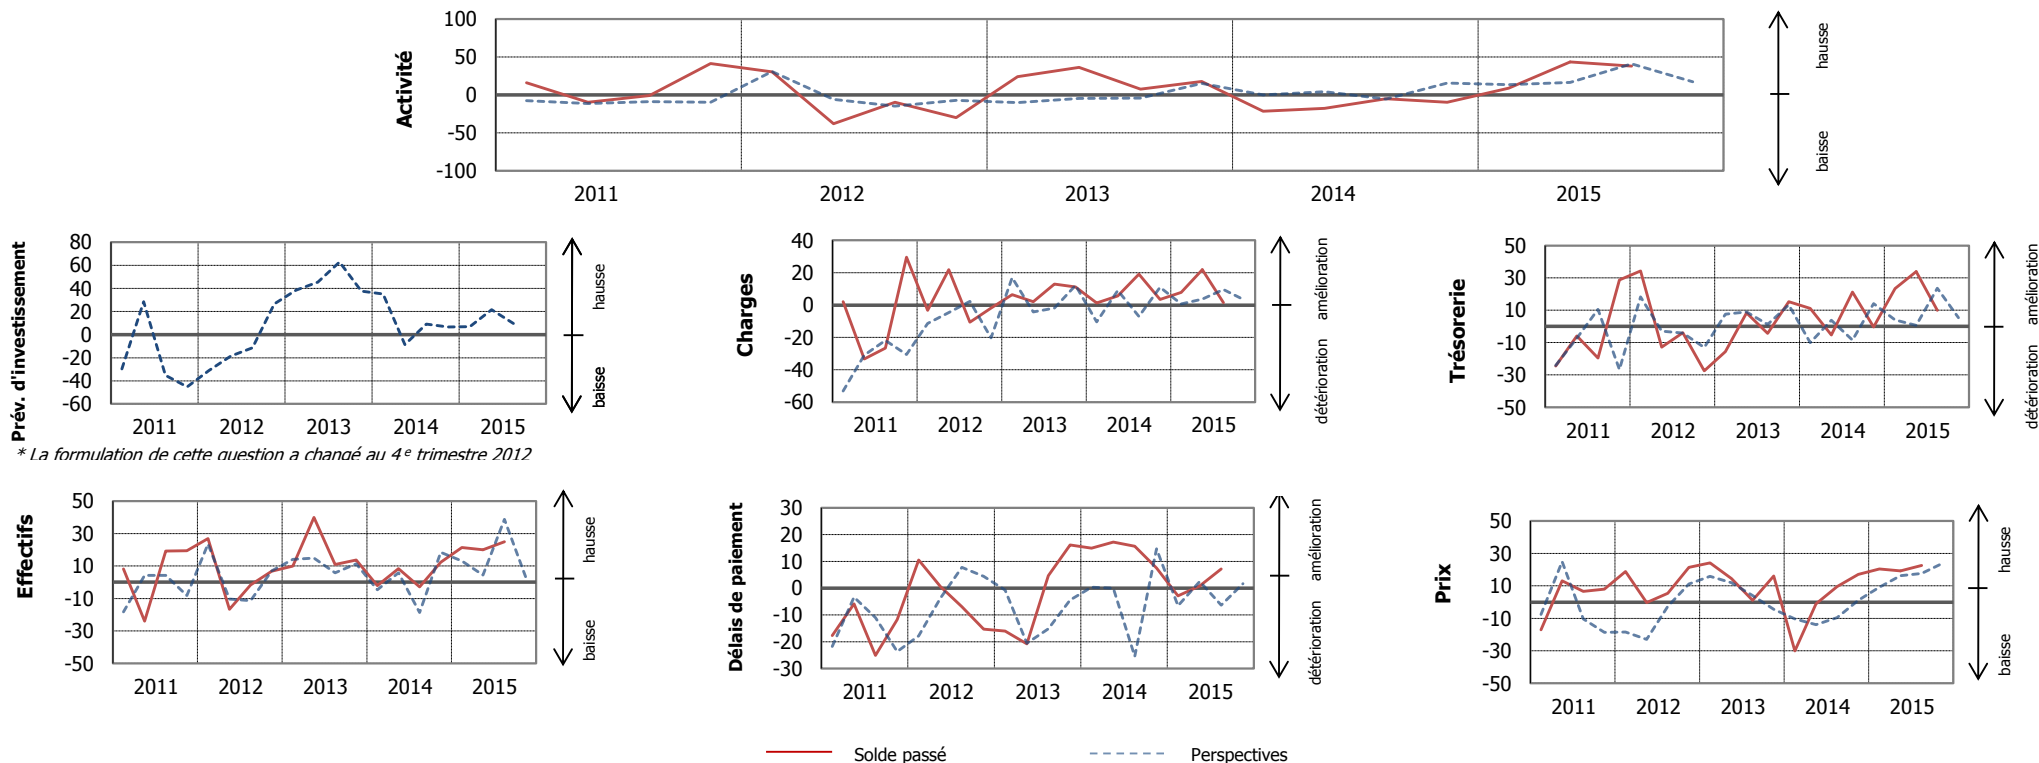 Activité
100
50
0
-50
-100
2011 2012 2013 2014 2015
hausse
baisse
Prév. d'investissement
80
60
40
20
0
-20
-40
-60
2011 2012 2013 2014 2015
hausse
baisse
* La formulation de cette question a changé au 4e trimestre 2012
Charges
40
20
0
-20
-40
-60
2011 2012 2013 2014 2015
amélioration
détérioration
Trésorerie
50
30
10
-10
-30
-50
2011 2012 2013 2014 2015
amélioration
détérioration
Effectifs
50
30
10
-10
-30
-50
2011 2012 2013 2014 2015
hausse
baisse
Délais de paiement
30
20
10
0
-10
-20
-30
2011 2012 2013 2014 2015
amélioration
détérioration
Prix
50
30
10
-10
-30
-50
2011 2012 2013 2014 2015
hausse
baisse
Solde passé Perspectives